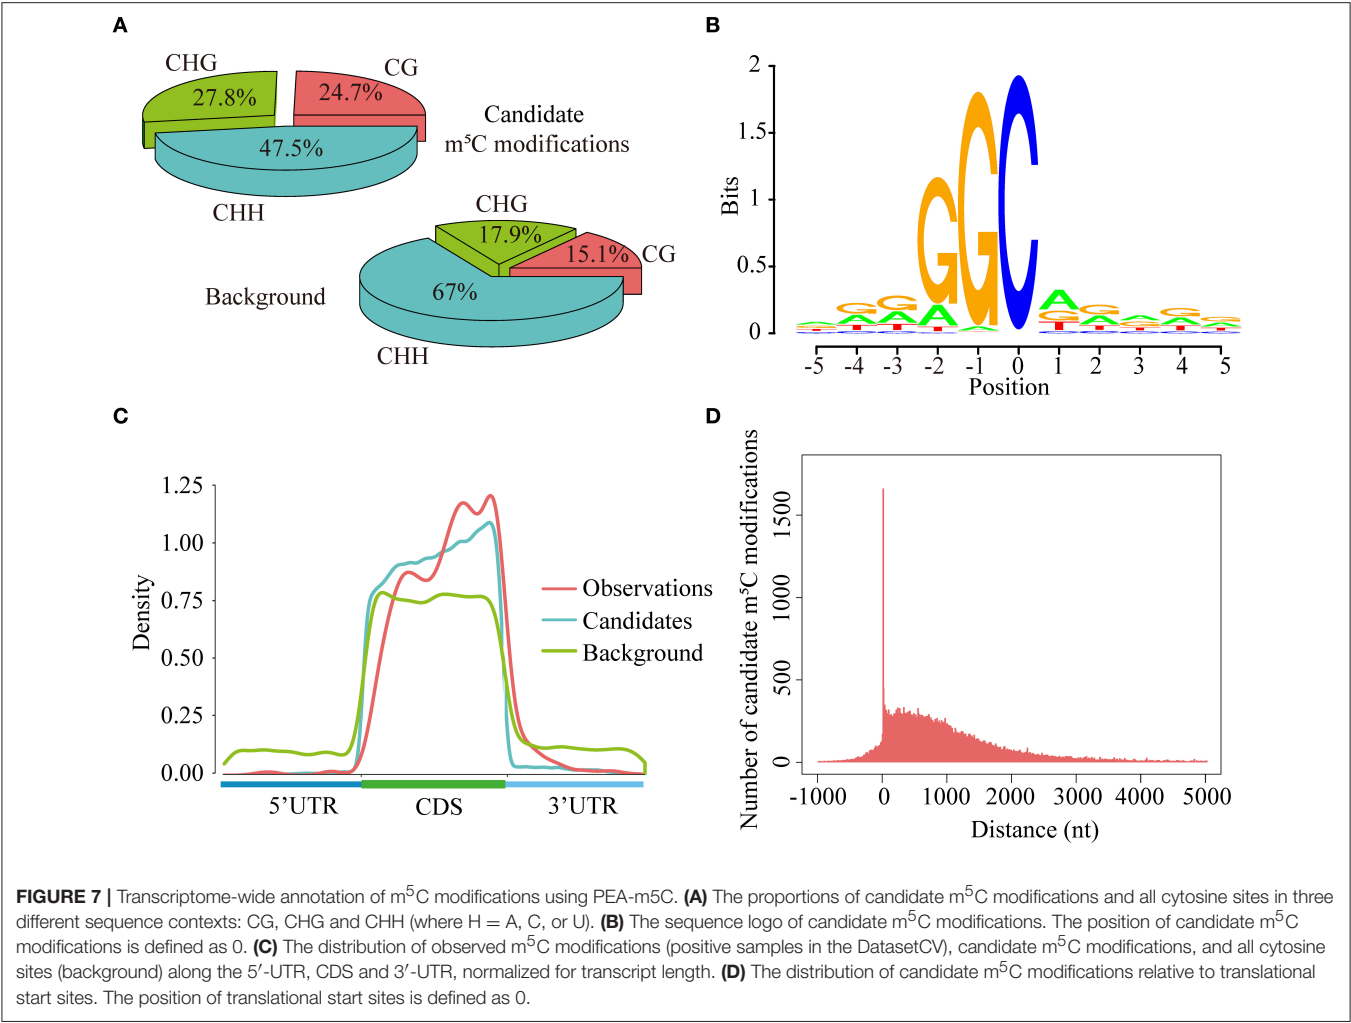 A
CHG
CG
27.8%
24.7%
47.5%
CHH
Candidate
m⁵C modifications
CHG
17.9%
15.1%
CG
67%
CHH
Background
B
2
1.5
1
0.5
0
Bits
GGC
-5 -4 -3 -2 -1 0 1 2 3 4 5
Position
C
1.25
1.00
0.75
0.50
0.25
0.00
Density
Observations
Candidates
Background
5’UTR CDS 3’UTR
D
Number of candidate m⁵C modifications
1500
1000
500
0
-1000 0 1000 2000 3000 4000 5000
Distance (nt)
FIGURE 7 | Transcriptome-wide annotation of m⁵C modifications using PEA-m5C. (A) The proportions of candidate m⁵C modifications and all cytosine sites in three
different sequence contexts: CG, CHG and CHH (where H = A, C, or U). (B) The sequence logo of candidate m⁵C modifications. The position of candidate m⁵C
modifications is defined as 0. (C) The distribution of observed m⁵C modifications (positive samples in the DatasetCV), candidate m⁵C modifications, and all cytosine
sites (background) along the 5′-UTR, CDS and 3′-UTR, normalized for transcript length. (D) The distribution of candidate m⁵C modifications relative to translational
start sites. The position of translational start sites is defined as 0.